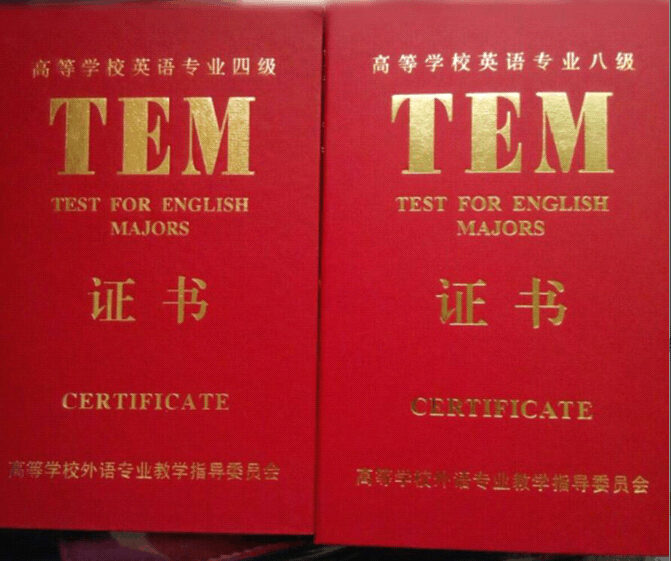 高等学校英语专业四级
TEM
TEST FOR ENGLISH
MAJORS
证书
CERTIFICATE
高等学校外语专业教学指导委员会
高等学校英语专业八级
TEM
TEST FOR ENGLISH
MAJORS
证书
CERTIFICATE
高等学校外语专业教学指导委员会